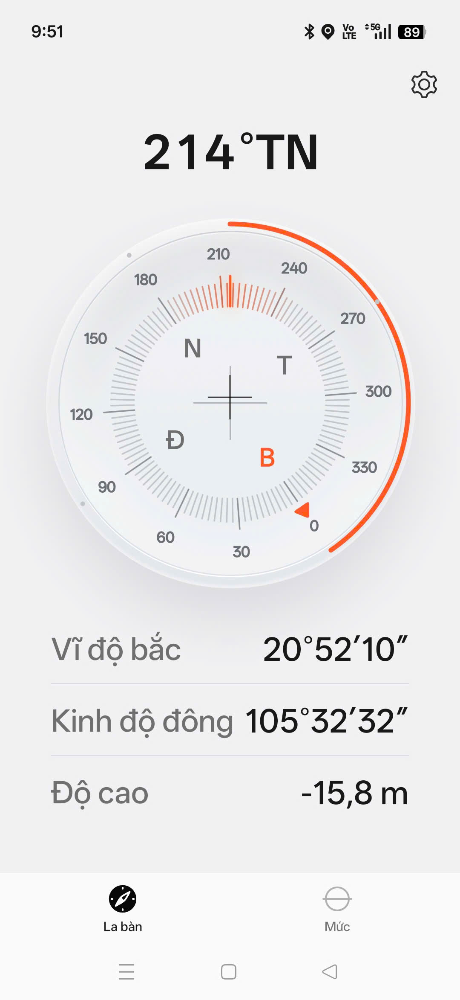 9:51
Vo LTE 5G 89
214°TN
210
240
180
270
150
N
T
300
120
Đ
B
330
90
0
60
30
Vĩ độ bắc 20°52′10″
Kinh độ đông 105°32′32″
Độ cao -15,8 m
La bàn Mức